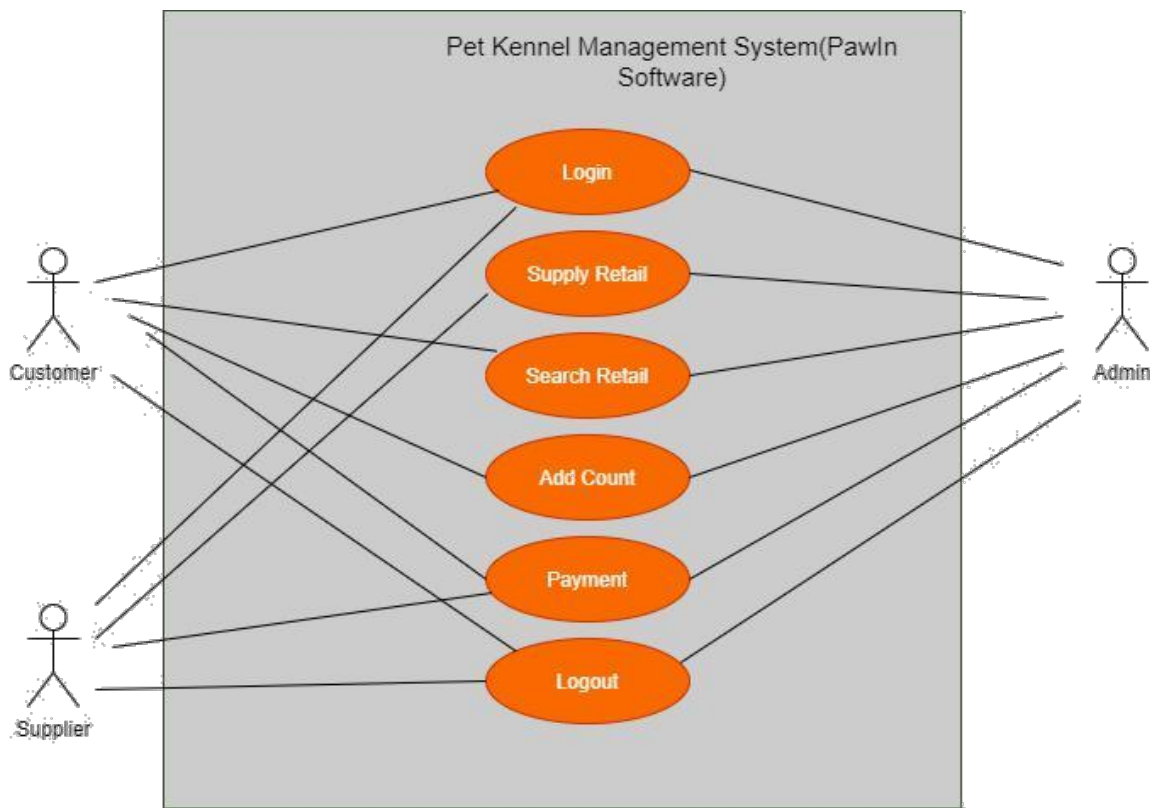 Pet Kennel Management System(PawIn
Software)
Login
Supply Retail
Search Retail
Add Count
Payment
Logout
Customer
Supplier
Admin